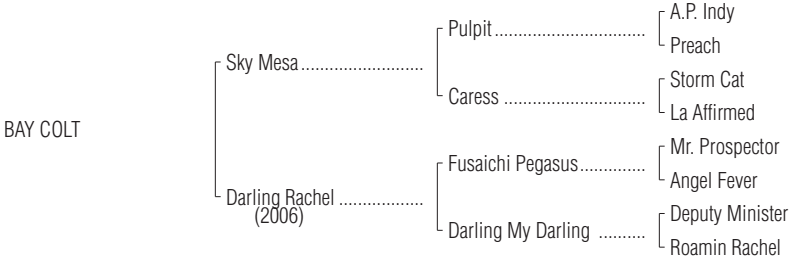 A.P. Indy
Pulpit................................
Preach
Sky Mesa..........................
Storm Cat
Caress ..............................
La Affirmed
BAY COLT
Mr. Prospector
Fusaichi Pegasus..............
Angel Fever
Darling Rachel ..................
(2006)
Deputy Minister
Darling My Darling ..........
Roamin Rachel